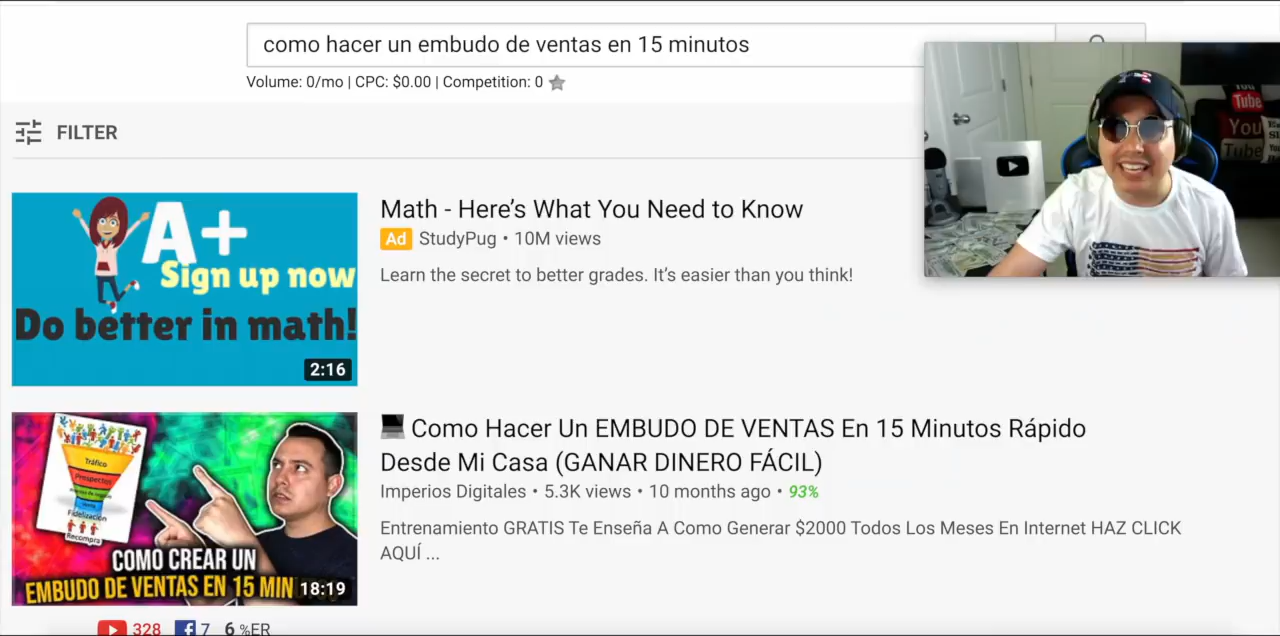 como hacer un embudo de ventas en 15 minutos
Volume: 0/mo | CPC: $0.00 | Competition: 0
FILTER
You
Tube
You
Tube
A+
Sign up now
Do better in math!
2:16
Math - Here’s What You Need to Know
Ad StudyPug • 10M views
Learn the secret to better grades. It’s easier than you think!
Tráfico
Prospectos
Fidelización
Recompra
COMO CREAR UN
EMBUDO DE VENTAS EN 15 MIN
18:19
Como Hacer Un EMBUDO DE VENTAS En 15 Minutos Rápido
Desde Mi Casa (GANAR DINERO FÁCIL)
Imperios Digitales • 5.3K views • 10 months ago • 93%
Entrenamiento GRATIS Te Enseña A Como Generar $2000 Todos Los Meses En Internet HAZ CLICK
AQUÍ ...
328 7 6 %ER